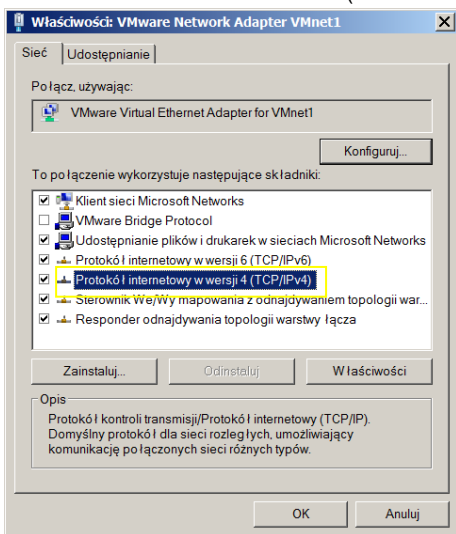 Właściwości: VMware Network Adapter VMnet1
Sieć
Udostępnianie
Połącz, używając:
VMware Virtual Ethernet Adapter for VMnet1
Konfiguruj...
To połączenie wykorzystuje następujące składniki:
Klient sieci Microsoft Networks
VMware Bridge Protocol
Udostępnianie plików i drukarek w sieciach Microsoft Networks
Protokół internetowy w wersji 6 (TCP/IPv6)
Protokół internetowy w wersji 4 (TCP/IPv4)
Sterownik We/Wy mapowania z odnajdywaniem topologii war...
Responder odnajdywania topologii warstwy łącza
Zainstaluj...
Odinstaluj
Właściwości
Opis
Protokół kontroli transmisji/Protokół internetowy (TCP/IP).
Domyślny protokół dla sieci rozległych, umożliwiający
komunikację połączonych sieci różnych typów.
OK
Anuluj